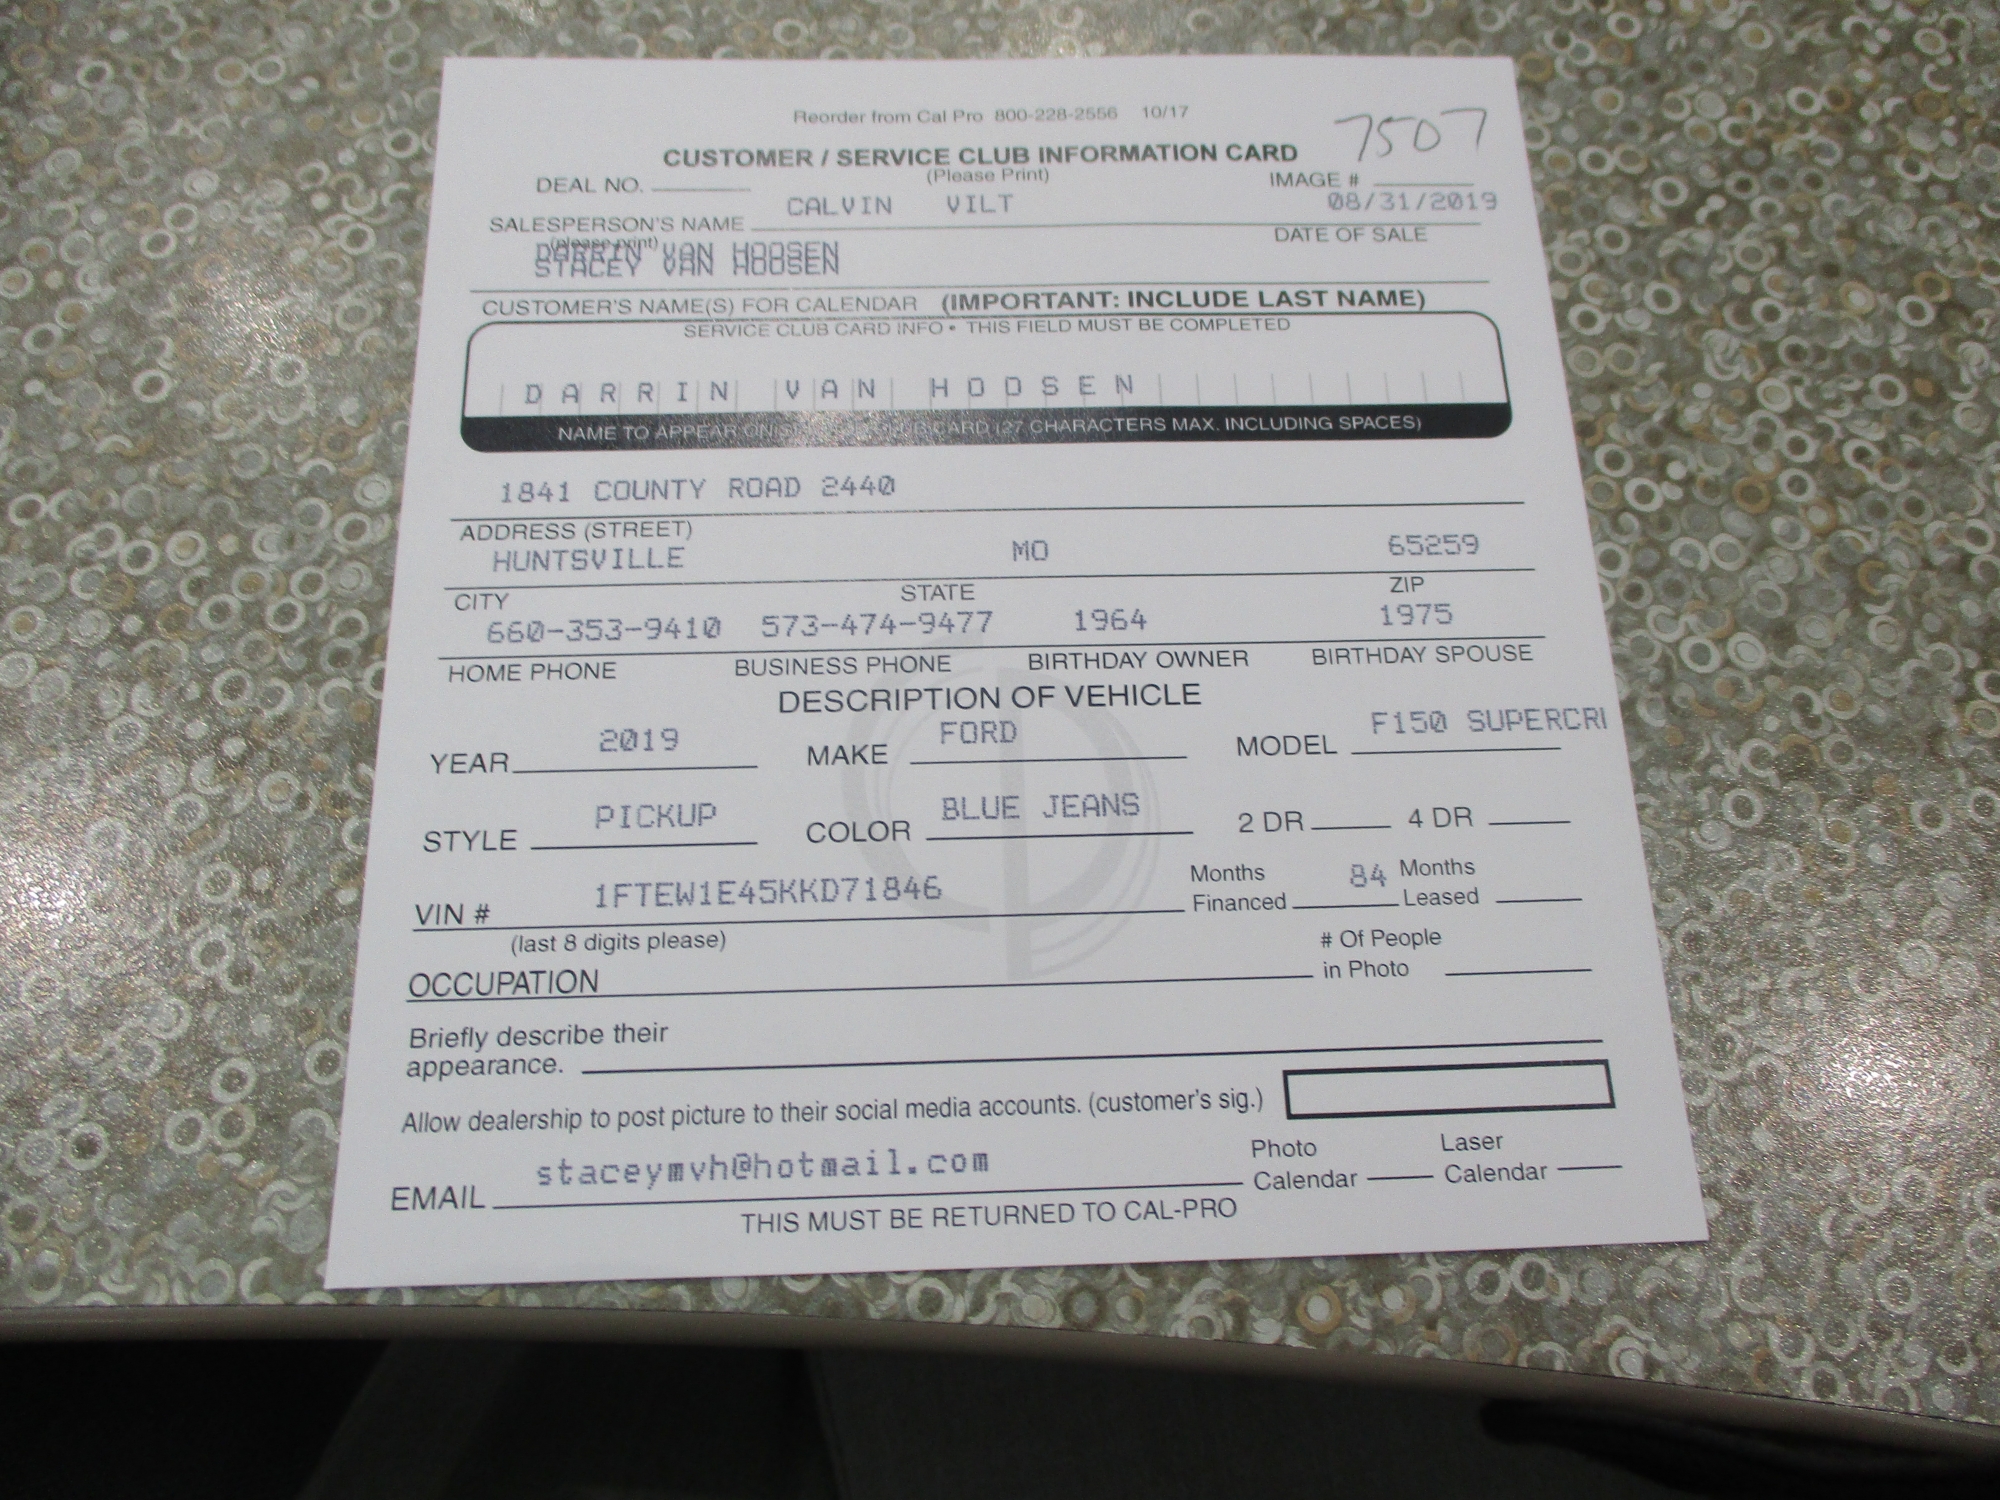 Reorder from Cal Pro 800-228-2556 10/17
7507
CUSTOMER / SERVICE CLUB INFORMATION CARD
(Please Print)
DEAL NO. IMAGE #
CALVIN VILT 08/31/2019
SALESPERSON'S NAME
(please print) DATE OF SALE
DARRIN VAN HOOSEN
STACEY VAN HOOSEN
CUSTOMER'S NAME(S) FOR CALENDAR (IMPORTANT: INCLUDE LAST NAME)
SERVICE CLUB CARD INFO • THIS FIELD MUST BE COMPLETED
DARRIN VAN HOOSEN
NAME TO APPEAR ON CARD (27 CHARACTERS MAX. INCLUDING SPACES)
1841 COUNTY ROAD 2440
ADDRESS (STREET)
HUNTSVILLE MO 65259
CITY STATE ZIP
660-353-9410 573-474-9477 1964 1975
HOME PHONE BUSINESS PHONE BIRTHDAY OWNER BIRTHDAY SPOUSE
DESCRIPTION OF VEHICLE
YEAR 2019 MAKE FORD MODEL F150 SUPERCRI
STYLE PICKUP COLOR BLUE JEANS 2 DR 4 DR
VIN # 1FTEW1E45KKD71846 Months Financed 84 Months Leased
(last 8 digits please)
OCCUPATION # Of People in Photo
Briefly describe their
appearance.
Allow dealership to post picture to their social media accounts. (customer's sig.)
EMAIL staceymvh@hotmail.com Photo Calendar Laser Calendar
THIS MUST BE RETURNED TO CAL-PRO